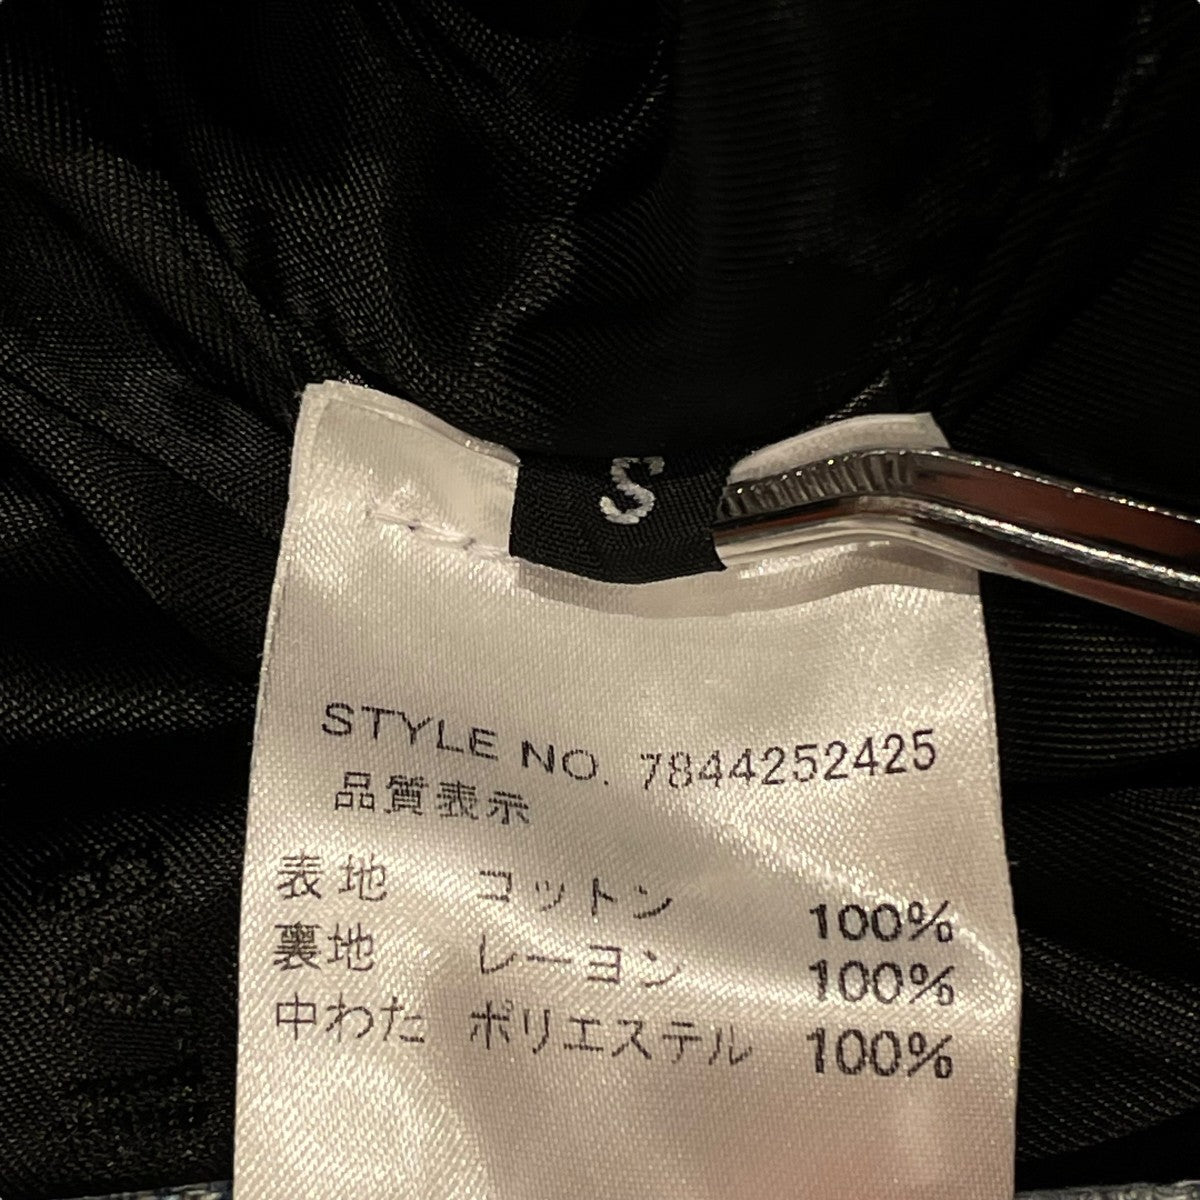 S
STYLE NO. 7844252425
品質表示
表地 コットン 100%
裏地 レーヨン 100%
中わた ポリエステル 100%